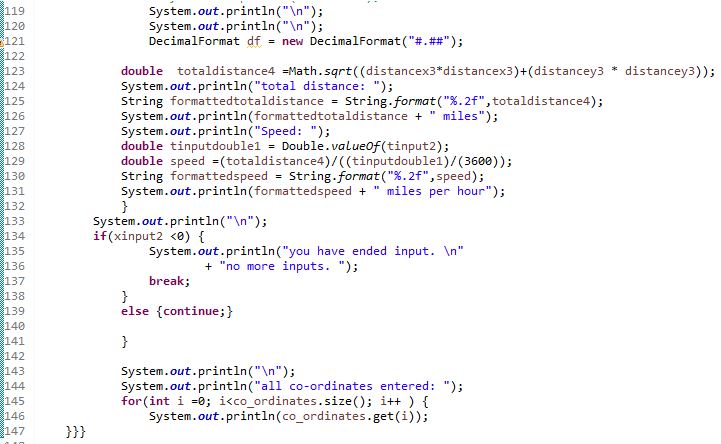 119 System.out.println("\n");
120 System.out.println("\n");
121 DecimalFormat df = new DecimalFormat("#.##");
122
123 double  totaldistance4 =Math.sqrt((distancex3*distancex3)+(distancey3 * distancey3));
124 System.out.println("total distance: ");
125 String formattedtotaldistance = String.format("%.2f",totaldistance4);
126 System.out.println(formattedtotaldistance + " miles");
127 System.out.println("Speed: ");
128 double tinputdouble1 = Double.valueOf(tinput2);
129 double speed =(totaldistance4)/((tinputdouble1)/(3600));
130 String formattedspeed = String.format("%.2f",speed);
131 System.out.println(formattedspeed + " miles per hour");
132 }
133 System.out.println("\n");
134 if(xinput2 <0) {
135 System.out.println("you have ended input. \n"
136 + "no more inputs. ");
137 break;
138 }
139 else {continue;}
140
141 }
142
143 System.out.println("\n");
144 System.out.println("all co-ordinates entered: ");
145 for(int i =0; i<co_ordinates.size(); i++ ) {
146 System.out.println(co_ordinates.get(i));
147 }}}